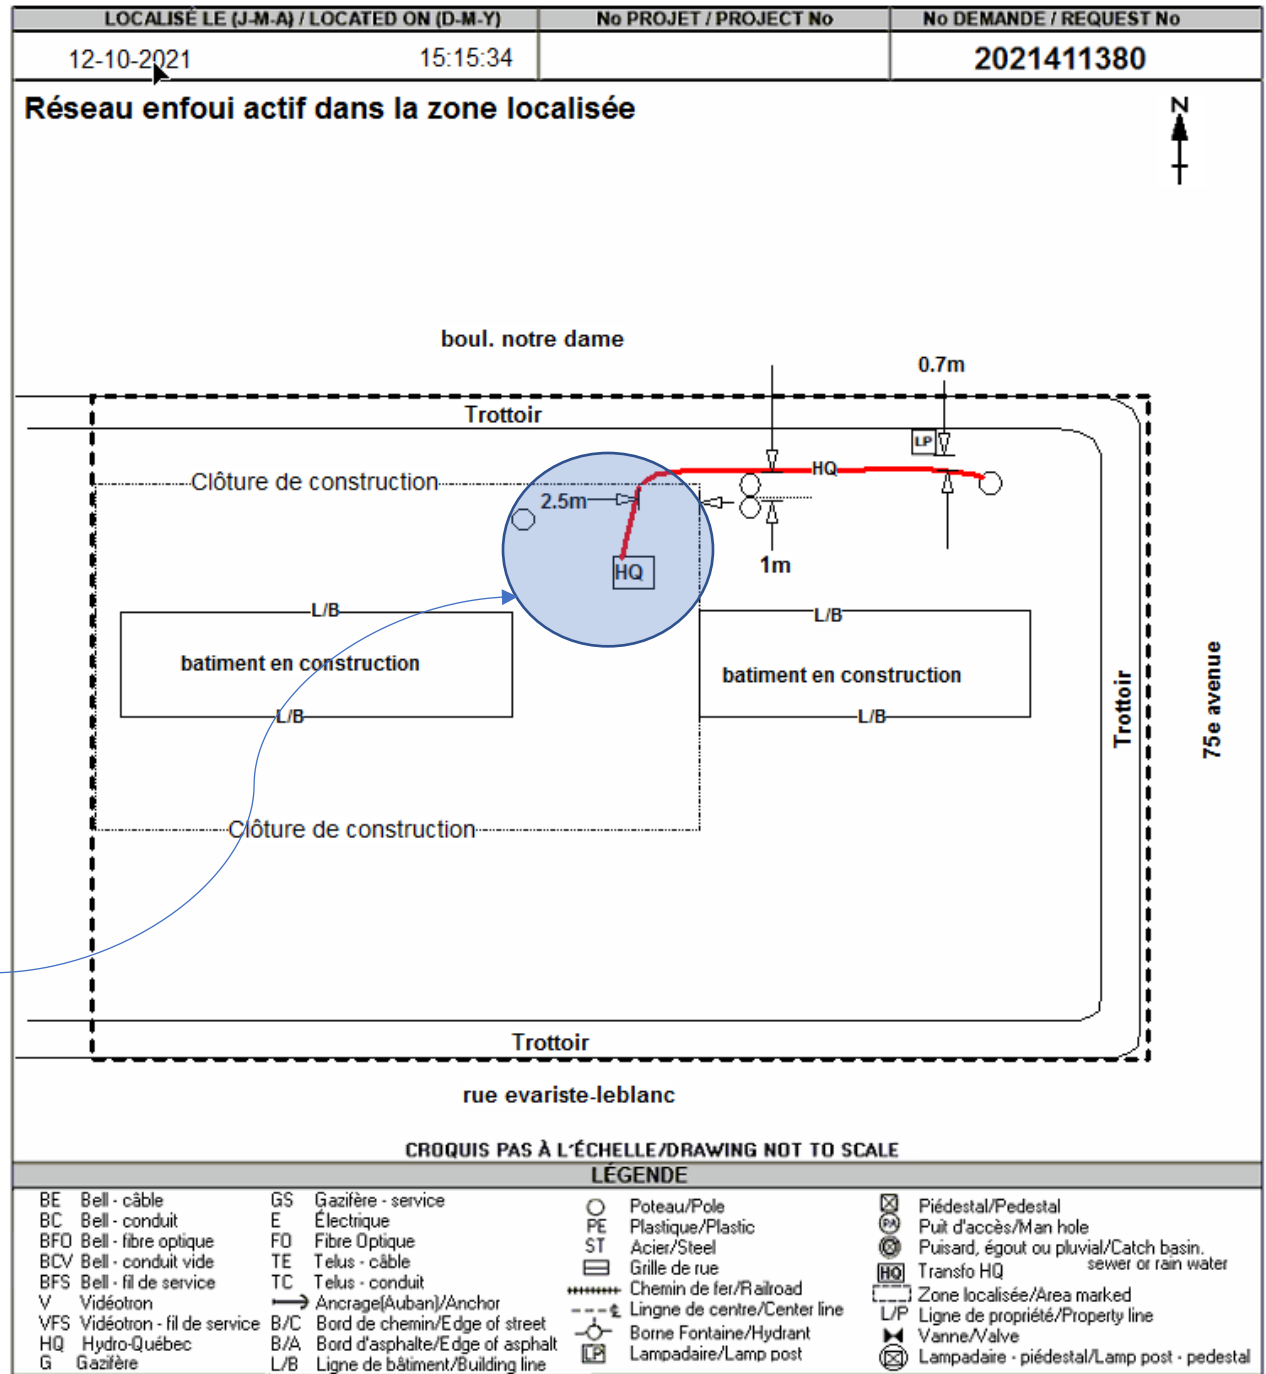 LOCALISÉ LE (J-M-A) / LOCATED ON (D-M-Y)
No PROJET / PROJECT No
No DEMANDE / REQUEST No
12-10-2021 15:15:34
2021411380
Réseau enfoui actif dans la zone localisée
N
boul. notre dame
0.7m
Trottoir
LP
HQ
Clôture de construction
2.5m
1m
HQ
L/B
L/B
batiment en construction
batiment en construction
L/B
L/B
Trottoir
75e avenue
Clôture de construction
Trottoir
rue evariste-leblanc
CROQUIS PAS À L'ÉCHELLE/DRAWING NOT TO SCALE
LÉGENDE
BE Bell - câble
BC Bell - conduit
BFO Bell - fibre optique
BCV Bell - conduit vide
BFS Bell - fil de service
V Vidéotron
VFS Vidéotron - fil de service
HQ Hydro-Québec
G Gazifère
GS Gazifère - service
E Électrique
FO Fibre Optique
TE Telus - câble
TC Telus - conduit
Ancrage(Auban)/Anchor
B/C Bord de chemin/Edge of street
B/A Bord d'asphalte/Edge of asphalt
L/B Ligne de bâtiment/Building line
Poteau/Pole
PE Plastique/Plastic
ST Acier/Steel
Grille de rue
Chemin de fer/Railroad
Lingne de centre/Center line
Borne Fontaine/Hydrant
LP Lampadaire/Lamp post
Piédestal/Pedestal
PA Puit d'accès/Man hole
Puisard, égout ou pluvial/Catch basin.
sewer or rain water
HQ Transfo HQ
Zone localisée/Area marked
L/P Ligne de propriété/Property line
Vanne/Valve
Lampadaire - piédestal/Lamp post - pedestal